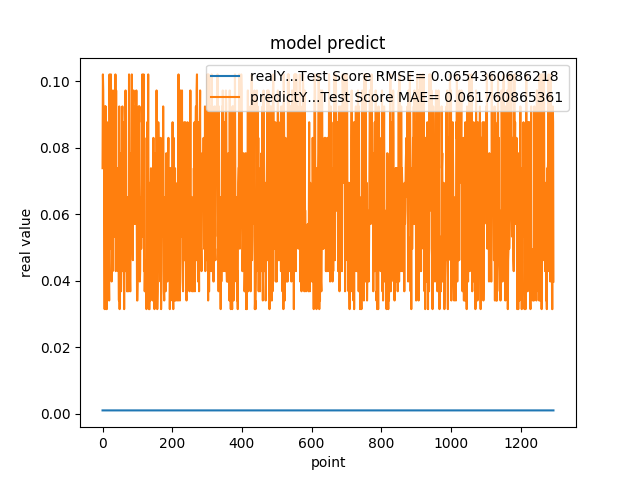 model predict
realY...Test Score RMSE= 0.0654360686218
predictY...Test Score MAE= 0.061760865361
0.10
0.08
0.06
0.04
0.02
0.00
real value
0 200 400 600 800 1000 1200
point